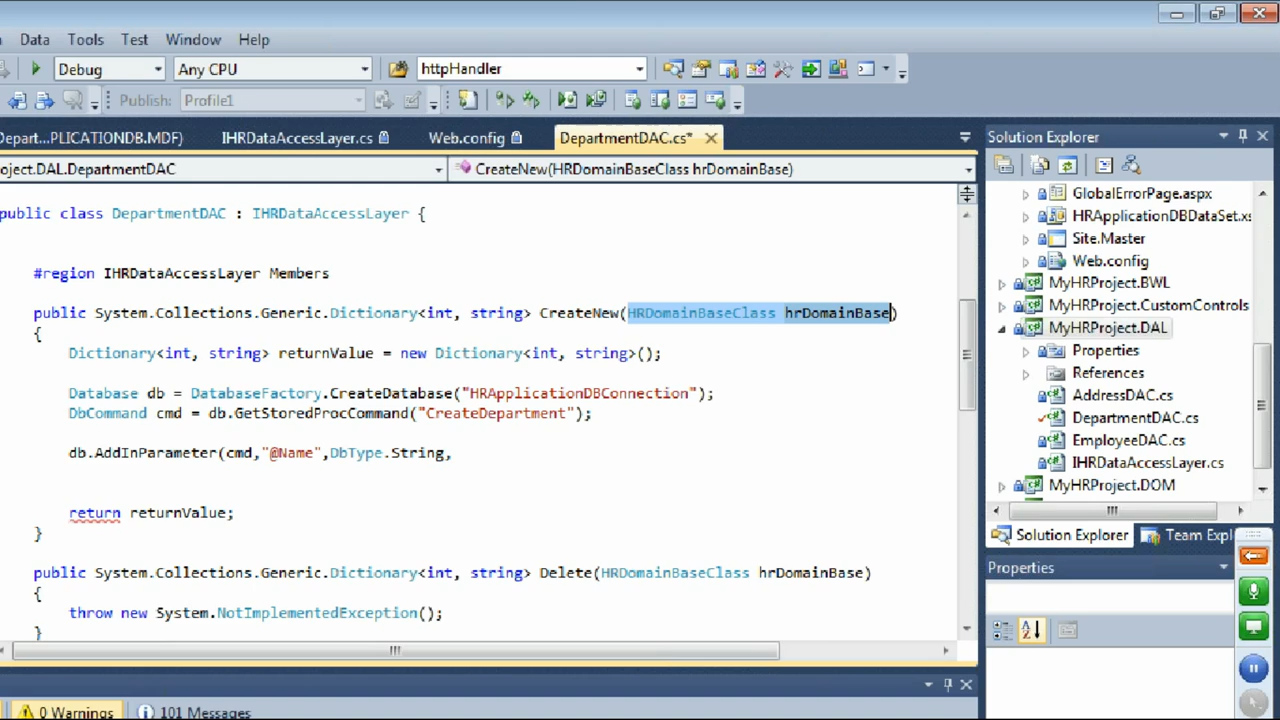 Data Tools Test Window Help
Debug Any CPU httpHandler
Publish: Profile1
Depart...PLICATIONDB.MDF) IHRDataAccessLayer.cs Web.config DepartmentDAC.cs*
oject.DAL.DepartmentDAC CreateNew(HRDomainBaseClass hrDomainBase)
public class DepartmentDAC : IHRDataAccessLayer {
#region IHRDataAccessLayer Members
public System.Collections.Generic.Dictionary<int, string> CreateNew(HRDomainBaseClass hrDomainBase)
{
Dictionary<int, string> returnValue = new Dictionary<int, string>();
Database db = DatabaseFactory.CreateDatabase("HRApplicationDBConnection");
DbCommand cmd = db.GetStoredProcCommand("CreateDepartment");
db.AddInParameter(cmd,"@Name",DbType.String,
return returnValue;
}
public System.Collections.Generic.Dictionary<int, string> Delete(HRDomainBaseClass hrDomainBase)
{
throw new System.NotImplementedException();
}
0 Warnings 101 Messages
Solution Explorer
GlobalErrorPage.aspx
HRApplicationDBDataSet.xs
Site.Master
Web.config
MyHRProject.BWL
MyHRProject.CustomControls
MyHRProject.DAL
Properties
References
AddressDAC.cs
DepartmentDAC.cs
EmployeeDAC.cs
IHRDataAccessLayer.cs
MyHRProject.DOM
Solution Explorer Team Expl
Properties